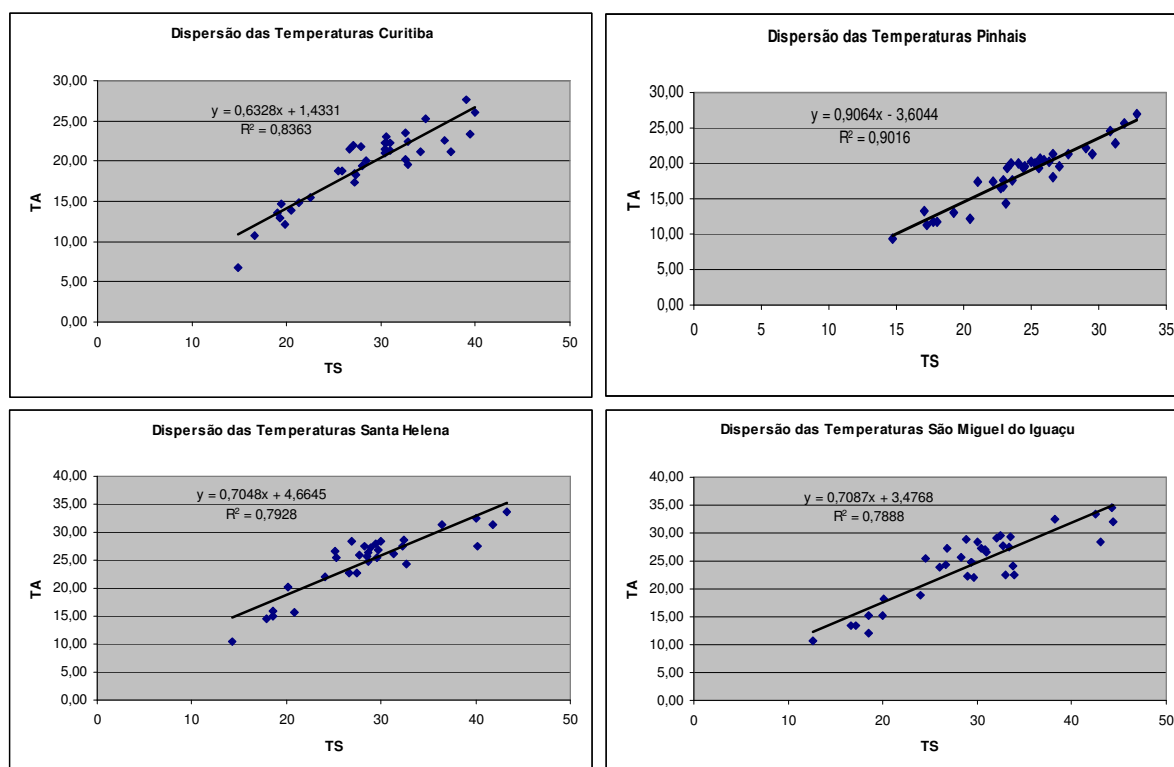 Dispersão das Temperaturas Curitiba
y = 0,6328x + 1,4331
R² = 0,8363
TA
30,00
25,00
20,00
15,00
10,00
5,00
0,00
0 10 20 30 40 50
TS
Dispersão das Temperaturas Pinhais
y = 0,9064x - 3,6044
R² = 0,9016
TA
30,00
25,00
20,00
15,00
10,00
5,00
0,00
0 5 10 15 20 25 30 35
TS
Dispersão das Temperaturas Santa Helena
y = 0,7048x + 4,6645
R² = 0,7928
TA
40,00
35,00
30,00
25,00
20,00
15,00
10,00
5,00
0,00
0 10 20 30 40 50
TS
Dispersão das Temperaturas São Miguel do Iguaçu
y = 0,7087x + 3,4768
R² = 0,7888
TA
40,00
35,00
30,00
25,00
20,00
15,00
10,00
5,00
0,00
0 10 20 30 40 50
TS